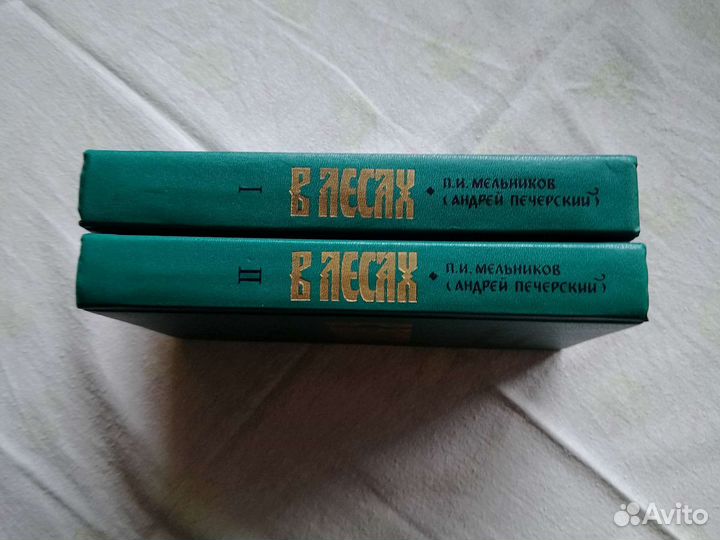 I
В ЛЕСАХ
П.И. МЕЛЬНИКОВ
(АНДРЕЙ ПЕЧЕРСКИЙ)
II
В ЛЕСАХ
П.И. МЕЛЬНИКОВ
(АНДРЕЙ ПЕЧЕРСКИЙ)
Avito